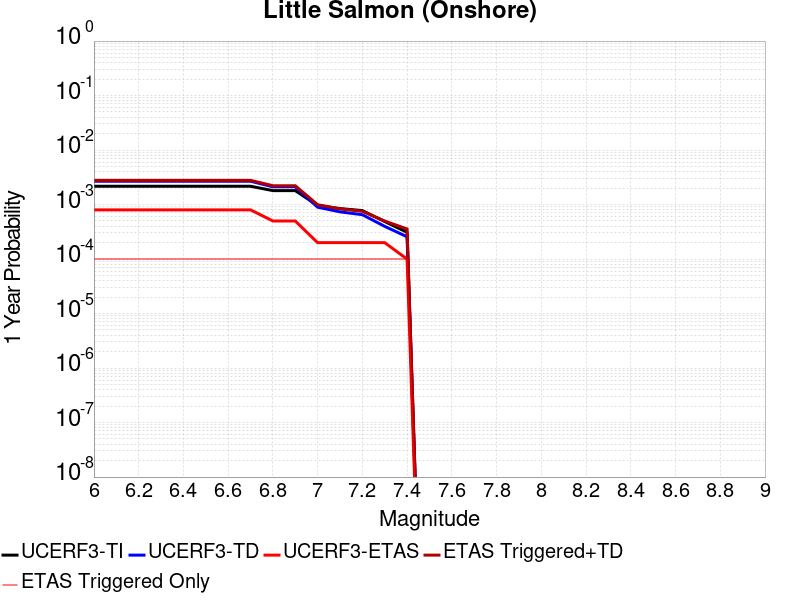 Little Salmon (Onshore)
10^0
10^-1
10^-2
10^-3
10^-4
10^-5
10^-6
10^-7
10^-8
1 Year Probability
6 6.2 6.4 6.6 6.8 7 7.2 7.4 7.6 7.8 8 8.2 8.4 8.6 8.8 9
Magnitude
UCERF3-TI UCERF3-TD UCERF3-ETAS ETAS Triggered+TD
ETAS Triggered Only